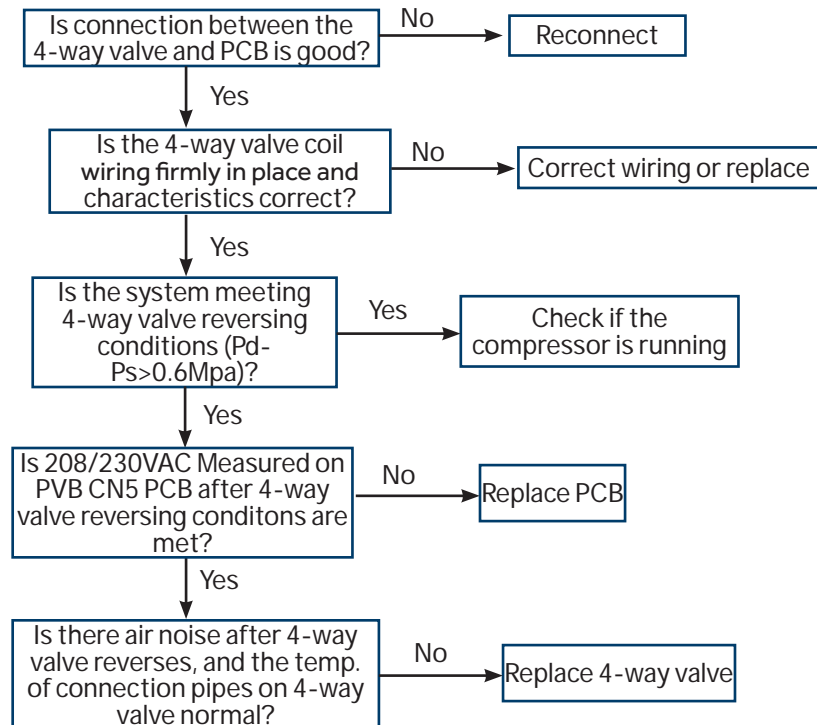 Is connection between the
4-way valve and PCB is good?
No
Reconnect
Yes
Is the 4-way valve coil
wiring firmly in place and
characteristics correct?
No
Correct wiring or replace
Yes
Is the system meeting
4-way valve reversing
conditions (Pd-
Ps>0.6Mpa)?
Yes
Check if the
compressor is running
Yes
Is 208/230VAC Measured on
PVB CN5 PCB after 4-way
valve reversing conditons are
met?
No
Replace PCB
Yes
Is there air noise after 4-way
valve reverses, and the temp.
of connection pipes on 4-way
valve normal?
No
Replace 4-way valve